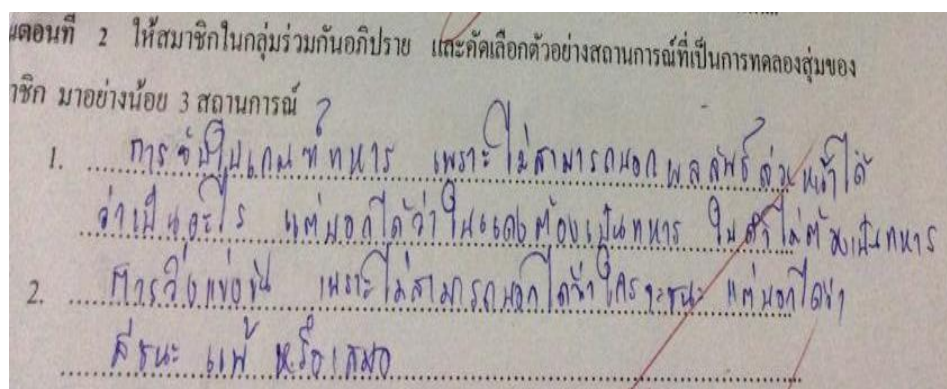 นตอนที่ 2 ให้สมาชิกในกลุ่มร่วมกันอภิปราย และคัดเลือกตัวอย่างสถานการณ์ที่เป็นการทดลองสุ่มของ
าชิก มาอย่างน้อย 3 สถานการณ์
1. การจับใบเกณฑ์ทหาร เพราะไม่สามารถบอกผลลัพธ์ล่วงหน้าได้
ว่าเป็นอะไร แต่บอกได้ว่าใบแดงต้องเป็นทหาร ใบดำไม่ต้องเป็นทหาร
2. การวิ่งแข่งขัน เพราะไม่สามารถบอกได้ว่าใครจะชนะ แต่บอกได้ว่า
มีชนะ แพ้ หรือเสมอ